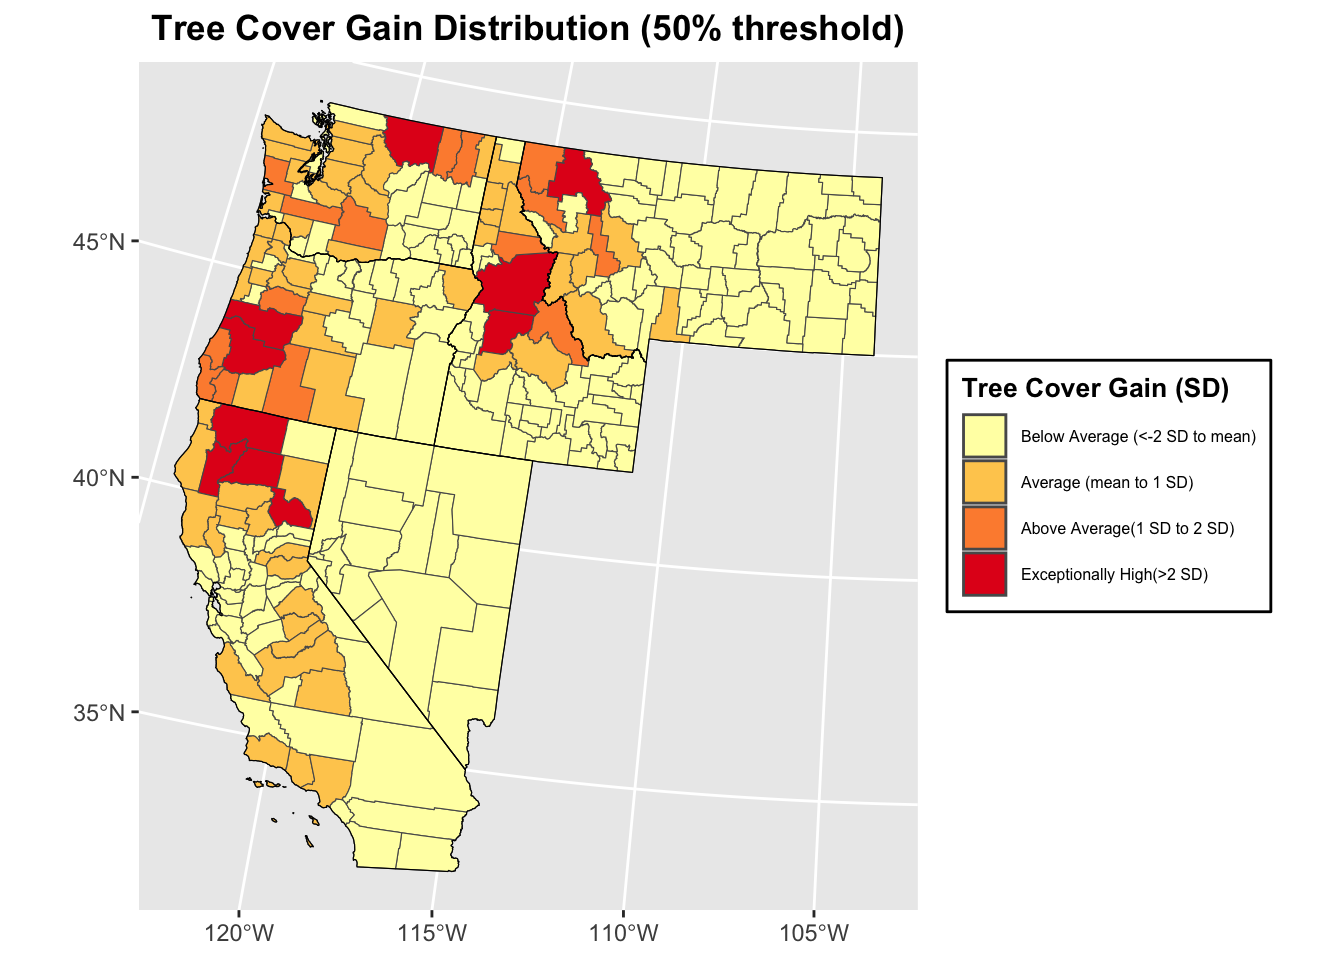 Tree Cover Gain Distribution (50% threshold)
45°N
40°N
35°N
120°W
115°W
110°W
105°W
Tree Cover Gain (SD)
Below Average (<-2 SD to mean)
Average (mean to 1 SD)
Above Average(1 SD to 2 SD)
Exceptionally High(>2 SD)